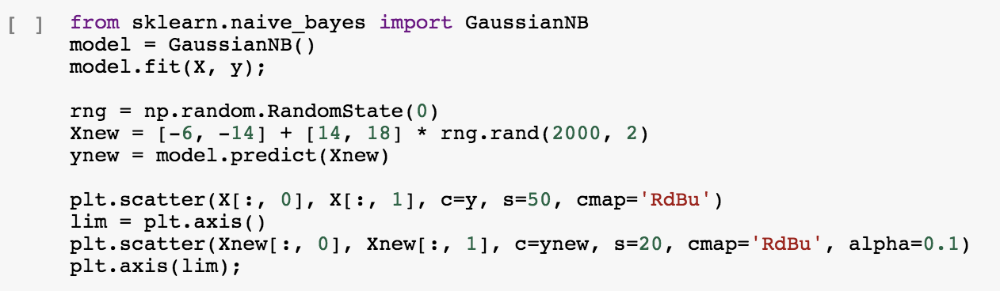 [ ] from sklearn.naive_bayes import GaussianNB
model = GaussianNB()
model.fit(X, y);
rng = np.random.RandomState(0)
Xnew = [-6, -14] + [14, 18] * rng.rand(2000, 2)
ynew = model.predict(Xnew)
plt.scatter(X[:, 0], X[:, 1], c=y, s=50, cmap='RdBu')
lim = plt.axis()
plt.scatter(Xnew[:, 0], Xnew[:, 1], c=ynew, s=20, cmap='RdBu', alpha=0.1)
plt.axis(lim);